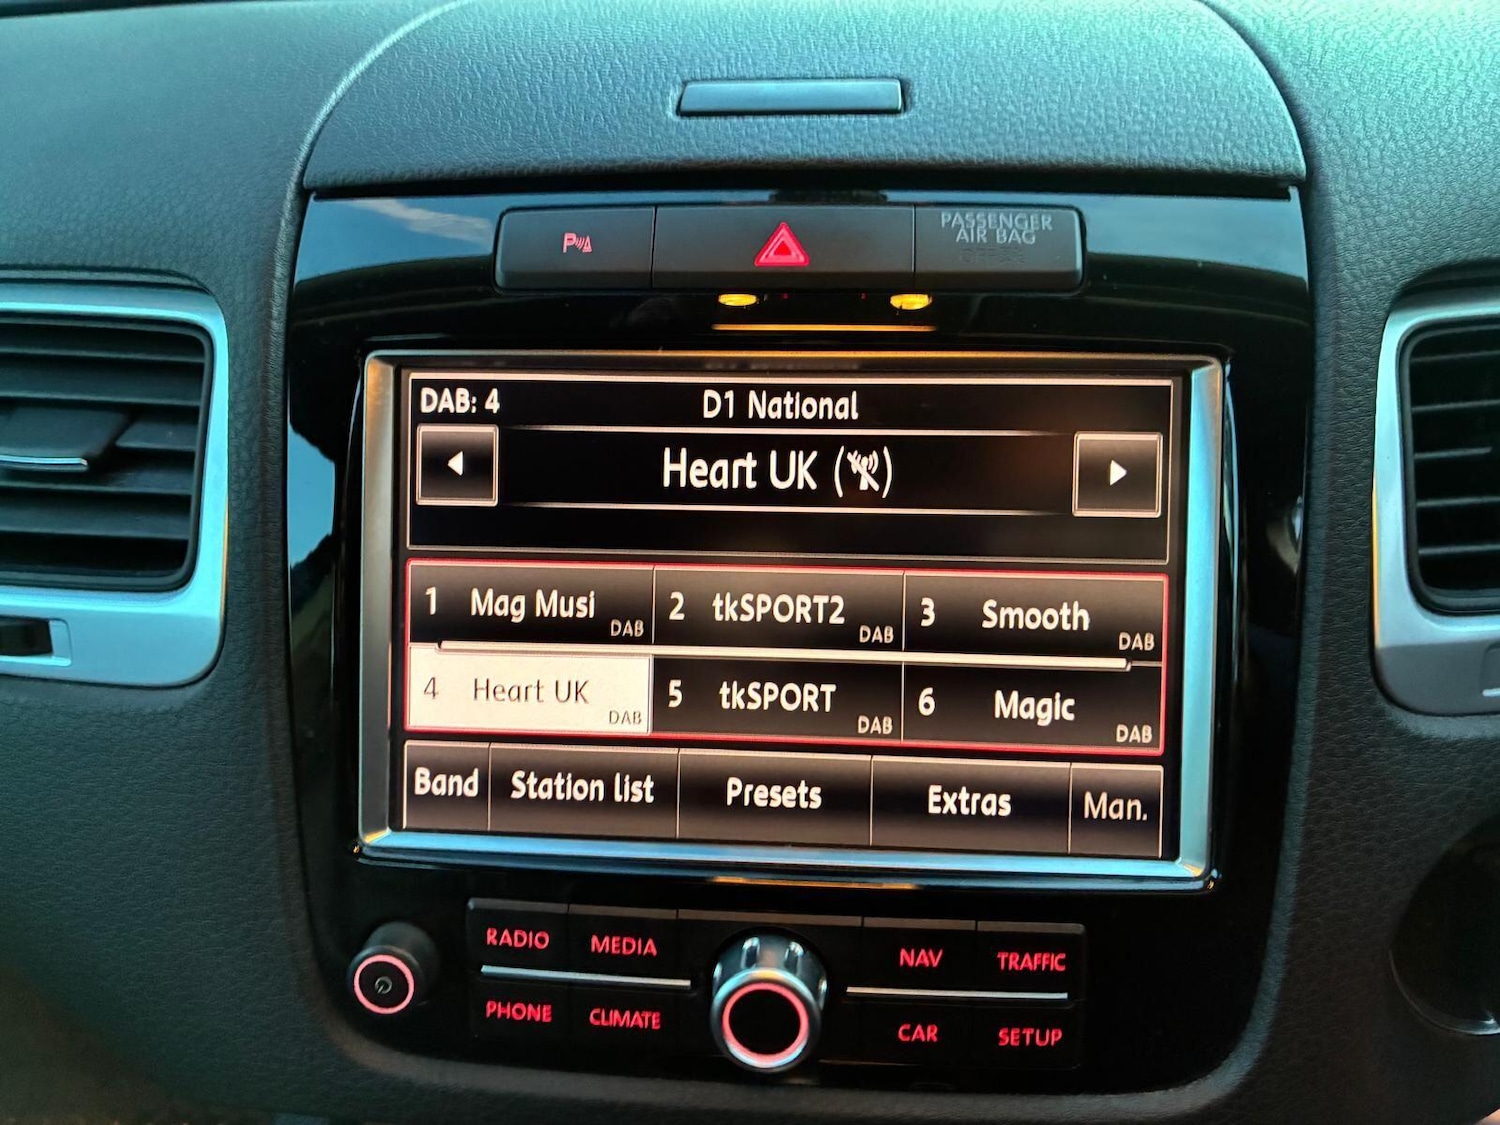 P
PASSENGER
AIR BAG
DAB: 4
D1 National
Heart UK
1 Mag Musi DAB
2 tkSPORT2 DAB
3 Smooth DAB
4 Heart UK DAB
5 tkSPORT DAB
6 Magic DAB
Band
Station list
Presets
Extras
Man.
RADIO
MEDIA
NAV
TRAFFIC
PHONE
CLIMATE
CAR
SETUP